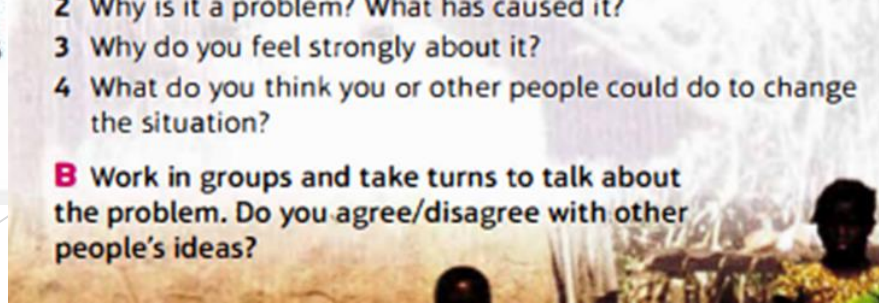 2 Why is it a problem? What has caused it?
3 Why do you feel strongly about it?
4 What do you think you or other people could do to change
the situation?
B Work in groups and take turns to talk about
the problem. Do you agree/disagree with other
people's ideas?